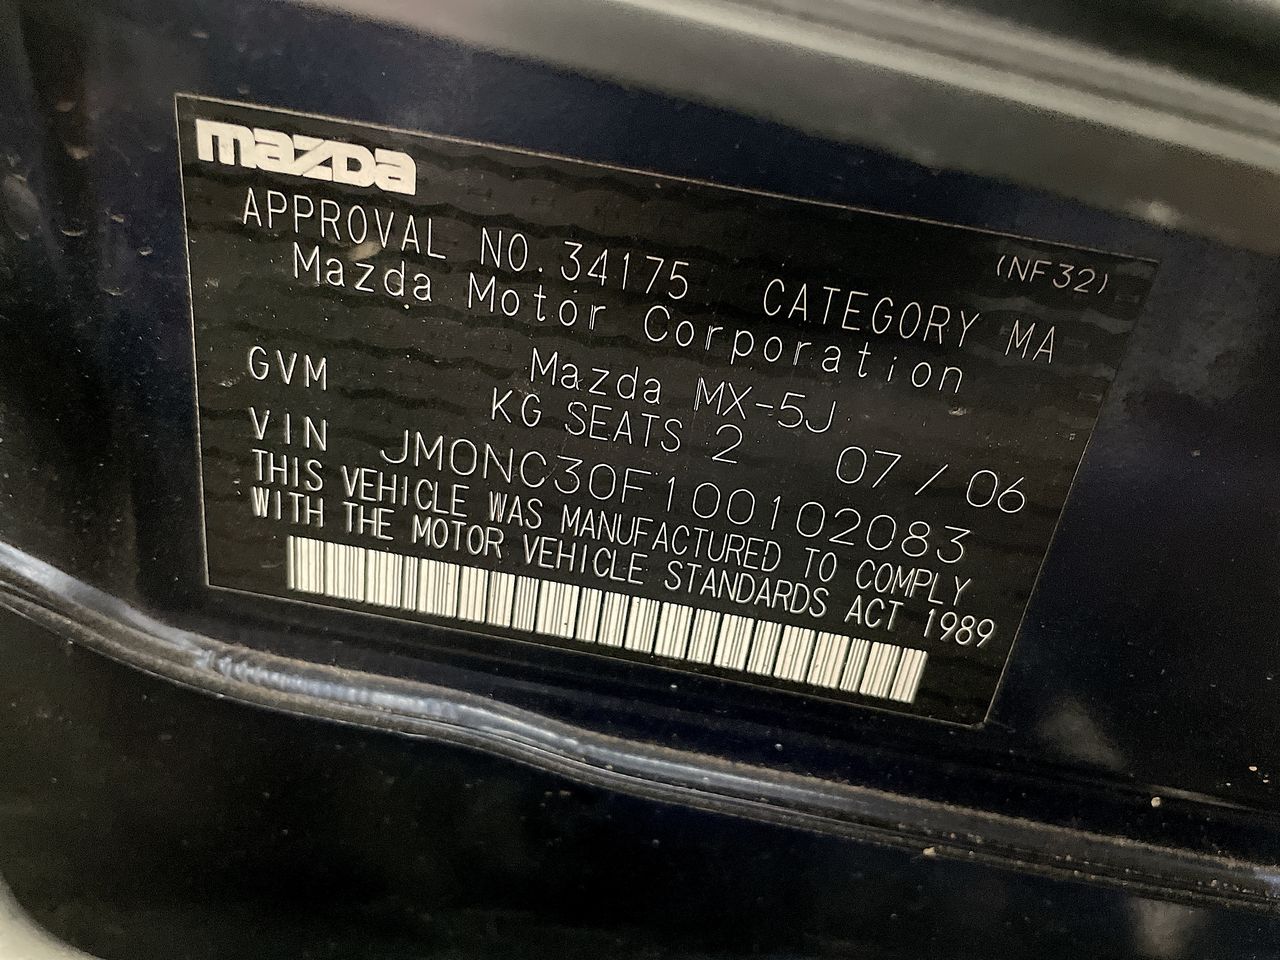 mazda
(NF32)
APPROVAL NO. 34175 CATEGORY MA
Mazda Motor Corporation
Mazda MX-5J
GVM KG SEATS 2 07 / 06
VIN JM0NC30F100102083
THIS VEHICLE WAS MANUFACTURED TO COMPLY
WITH THE MOTOR VEHICLE STANDARDS ACT 1989